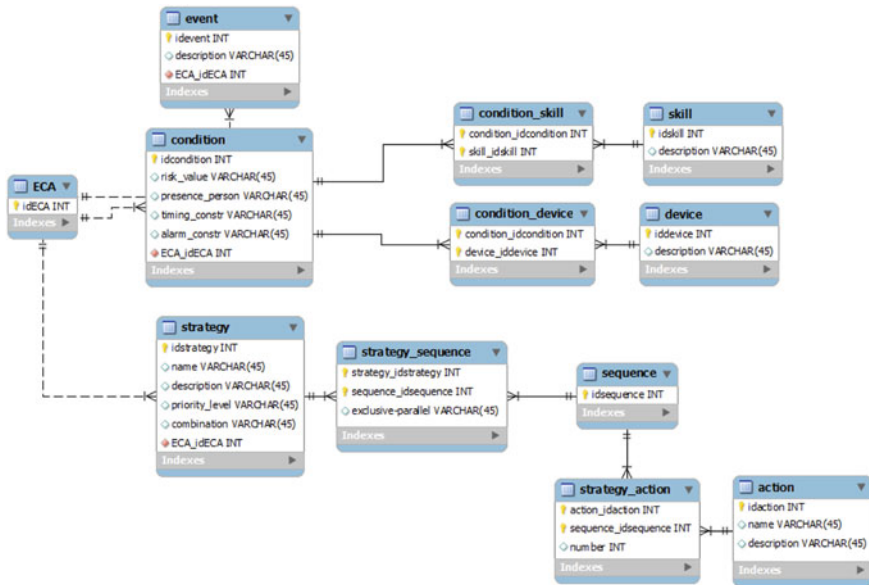 event
idevent INT
description VARCHAR(45)
ECA_idECA INT
Indexes
condition
idcondition INT
risk_value VARCHAR(45)
presence_person VARCHAR(45)
timing_constr VARCHAR(45)
alarm_constr VARCHAR(45)
ECA_idECA INT
Indexes
condition_skill
condition_idcondition INT
skill_idskill INT
Indexes
skill
idskill INT
description VARCHAR(45)
Indexes
ECA
idECA INT
Indexes
condition_device
condition_idcondition INT
device_iddevice INT
Indexes
device
iddevice INT
description VARCHAR(45)
Indexes
strategy
idstrategy INT
name VARCHAR(45)
description VARCHAR(45)
priority_level VARCHAR(45)
combination VARCHAR(45)
ECA_idECA INT
Indexes
strategy_sequence
strategy_idstrategy INT
sequence_idsequence INT
exclusive-parallel VARCHAR(45)
Indexes
sequence
idsequence INT
Indexes
strategy_action
action_idaction INT
sequence_idsequence INT
number INT
Indexes
action
idaction INT
name VARCHAR(45)
description VARCHAR(45)
Indexes